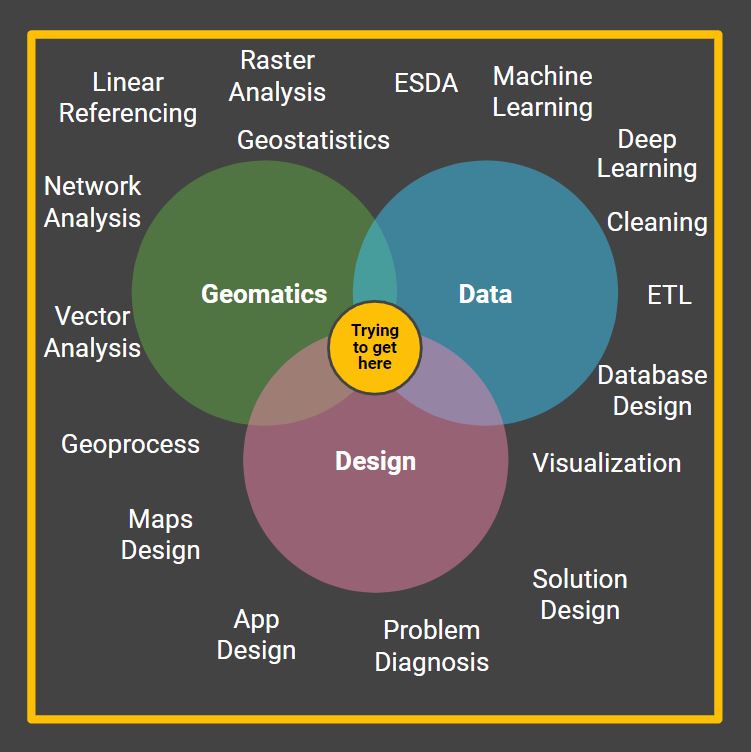 Linear
Referencing
Raster
Analysis
ESDA
Machine
Learning
Geostatistics
Deep
Learning
Network
Analysis
Cleaning
Geomatics
Data
ETL
Vector
Analysis
Trying
to get
here
Database
Design
Geoprocess
Design
Visualization
Maps
Design
Solution
Design
App
Design
Problem
Diagnosis